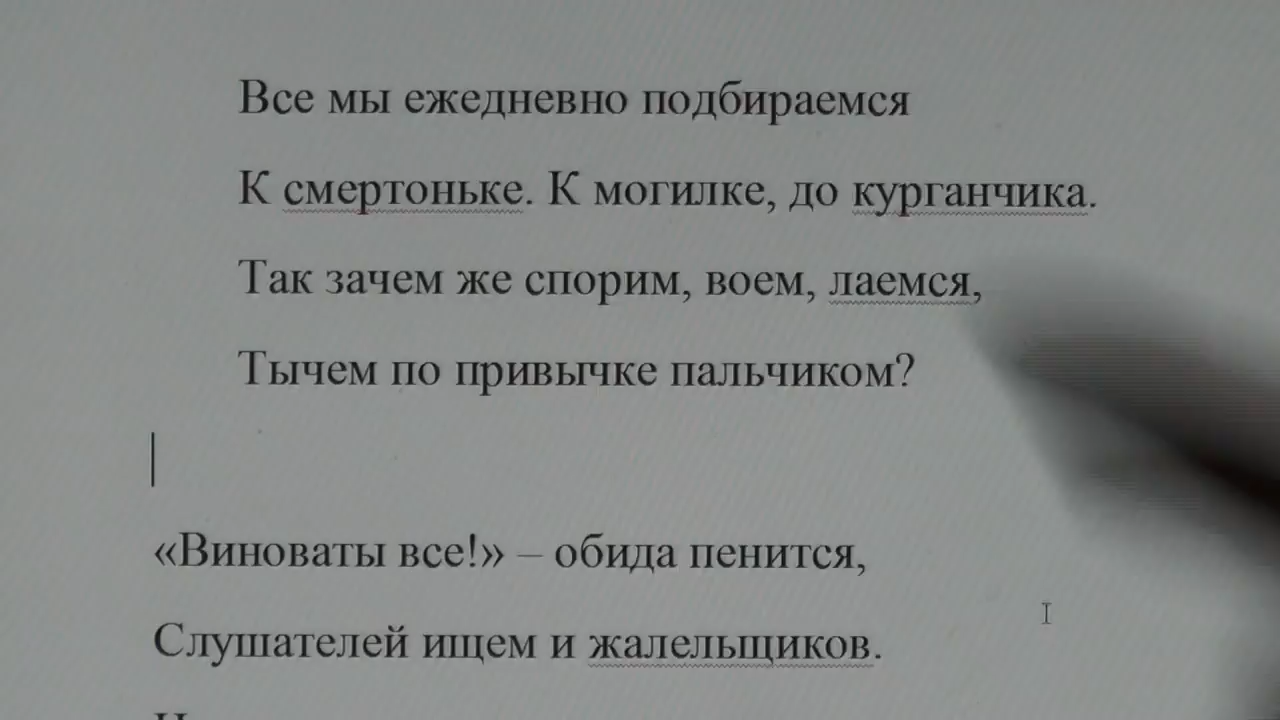 Все мы ежедневно подбираемся
К смертоньке. К могилке, до курганчика.
Так зачем же спорим, воем, лаемся,
Тычем по привычке пальчиком?
«Виноваты все!» – обида пенится,
Слушателей ищем и жалельщиков.